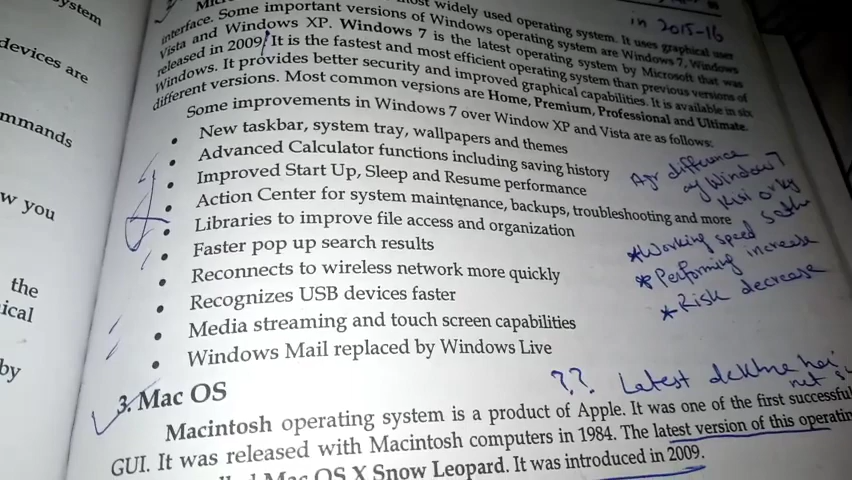 ystem
devices are
mmands
w you
the
ical
by
in 2015-16
most widely used operating system. It uses graphical user
interface. Some important versions of Windows operating system are Windows 7, Windows
Vista and Windows XP. Windows 7 is the latest operating system by Microsoft that was
released in 2009. It is the fastest and most efficient operating system than previous versions of
Windows. It provides better security and improved graphical capabilities. It is available in six
different versions. Most common versions are Home, Premium, Professional and Ultimate.
Some improvements in Windows 7 over Window XP and Vista are as follows:
• New taskbar, system tray, wallpapers and themes
• Advanced Calculator functions including saving history
• Improved Start Up, Sleep and Resume performance
• Action Center for system maintenance, backups, troubleshooting and more
• Libraries to improve file access and organization
• Faster pop up search results
• Reconnects to wireless network more quickly
• Recognizes USB devices faster
• Media streaming and touch screen capabilities
• Windows Mail replaced by Windows Live
Agr difference
of Window 7
Kisi or ky
Sath
*Working speed
*Performing increase
*Risk decrease
3. Mac OS
?? Latest dekhna hai
net
Macintosh operating system is a product of Apple. It was one of the first successful
GUI. It was released with Macintosh computers in 1984. The latest version of this operatin
Mac OS X Snow Leopard. It was introduced in 2009.